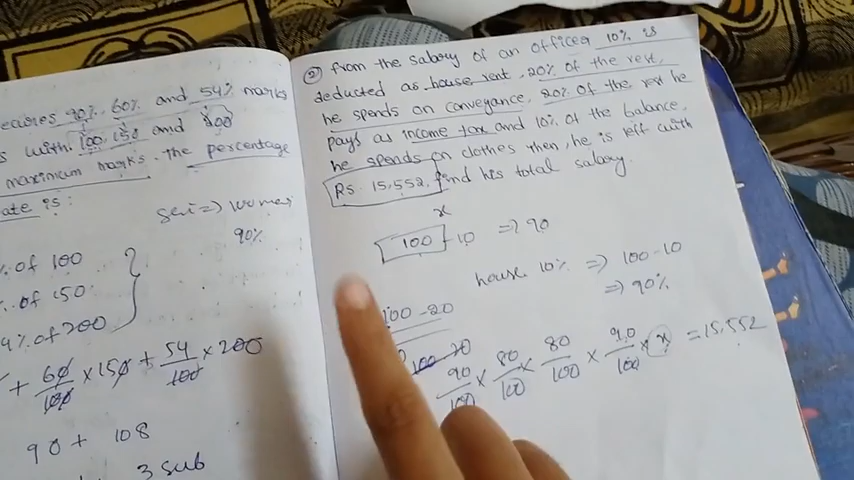 90%. 60% and 54% marks
with 100, 150 and 200
maximum marks. The percentage
is:
100 mar
90%
of 100
% of 150
% of 200
+ 60/100 × 150 + 54/100 × 200
90 + 108
3 sub
② From the salary of an officer 10% is
deducted as house rent, 20% of the rest,
he spends on conveyance, 20% of the rest he
pays as income tax and 10% of the balance,
he spends on clothes then, he is left with
Rs. 15,552. find his total salary.
x
100 - 10 => 90
house 10% => 100-10
=> 90%
100 - 20
90/100 × 80/100 × 80/100 × 90/100 × x = 15,552